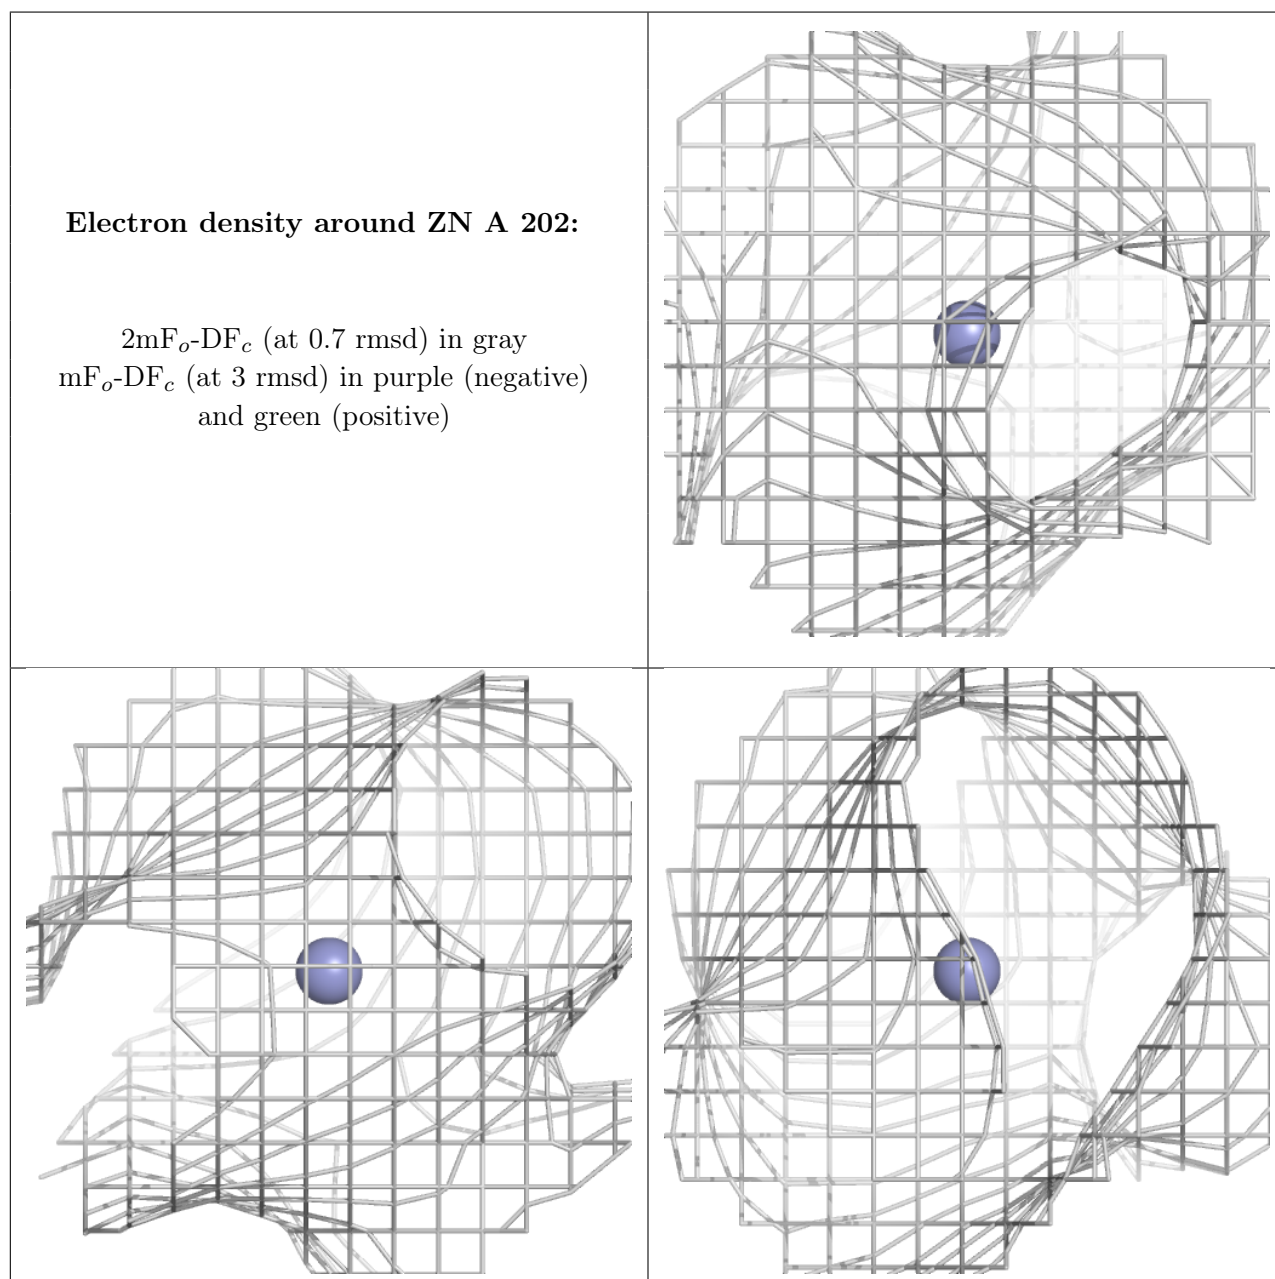 Electron density around ZN A 202:
2mFo-DFc (at 0.7 rmsd) in gray
mFo-DFc (at 3 rmsd) in purple (negative)
and green (positive)